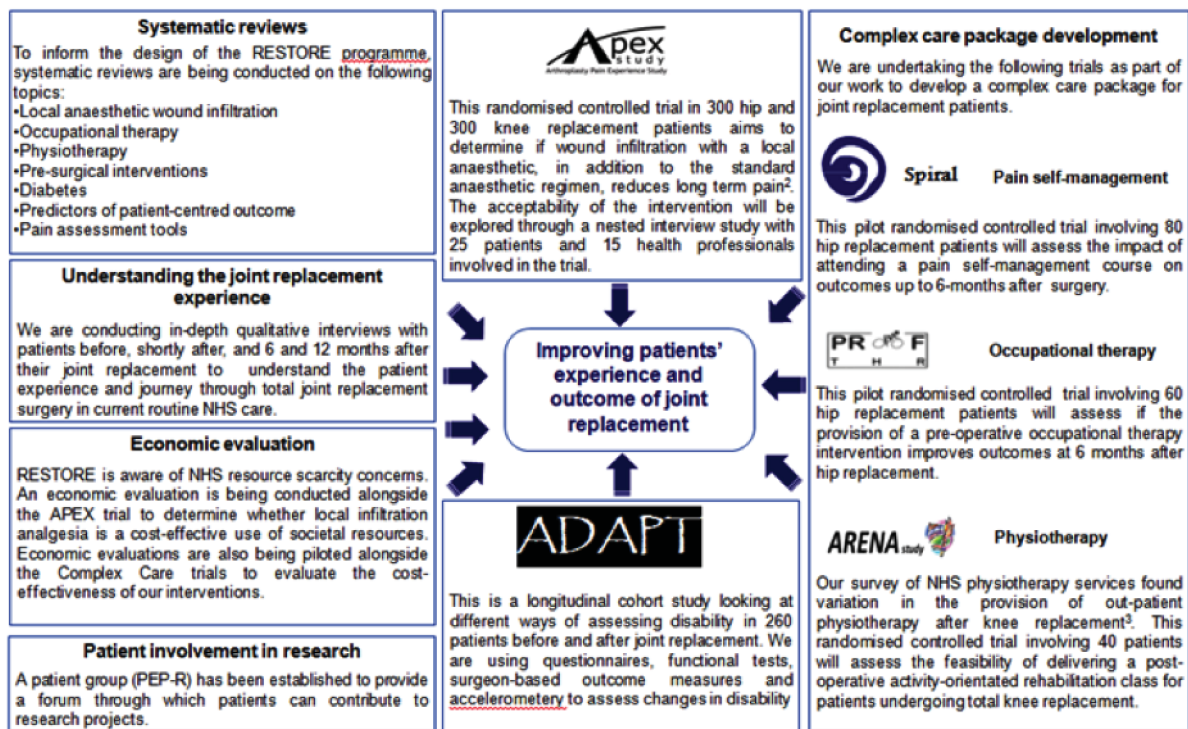 Systematic reviews
To inform the design of the RESTORE programme,
systematic reviews are being conducted on the following
topics:
•Local anaesthetic wound infiltration
•Occupational therapy
•Physiotherapy
•Pre-surgical interventions
•Diabetes
•Predictors of patient-centred outcome
•Pain assessment tools
Understanding the joint replacement
experience
We are conducting in-depth qualitative interviews with
patients before, shortly after, and 6 and 12 months after
their joint replacement to understand the patient
experience and journey through total joint replacement
surgery in current routine NHS care.
Economic evaluation
RESTORE is aware of NHS resource scarcity concerns.
An economic evaluation is being conducted alongside
the APEX trial to determine whether local infiltration
analgesia is a cost-effective use of societal resources.
Economic evaluations are also being piloted alongside
the Complex Care trials to evaluate the cost-
effectiveness of our interventions.
Patient involvement in research
A patient group (PEP-R) has been established to provide
a forum through which patients can contribute to
research projects.
Apex
study
Arthroplasty Pain Experience Study
This randomised controlled trial in 300 hip and
300 knee replacement patients aims to
determine if wound infiltration with a local
anaesthetic, in addition to the standard
anaesthetic regimen, reduces long term pain².
The acceptability of the intervention will be
explored through a nested interview study with
25 patients and 15 health professionals
involved in the trial.
Improving patients'
experience and
outcome of joint
replacement
ADAPT
This is a longitudinal cohort study looking at
different ways of assessing disability in 260
patients before and after joint replacement. We
are using questionnaires, functional tests,
surgeon-based outcome measures and
accelerometery to assess changes in disability
Complex care package development
We are undertaking the following trials as part of
our work to develop a complex care package for
joint replacement patients.
Spiral Pain self-management
This pilot randomised controlled trial involving 80
hip replacement patients will assess the impact of
attending a pain self-management course on
outcomes up to 6-months after surgery.
PR F
T H R
Occupational therapy
This pilot randomised controlled trial involving 60
hip replacement patients will assess if the
provision of a pre-operative occupational therapy
intervention improves outcomes at 6 months after
hip replacement.
ARENA study Physiotherapy
Our survey of NHS physiotherapy services found
variation in the provision of out-patient
physiotherapy after knee replacement³. This
randomised controlled trial involving 40 patients
will assess the feasibility of delivering a post-
operative activity-orientated rehabilitation class for
patients undergoing total knee replacement.